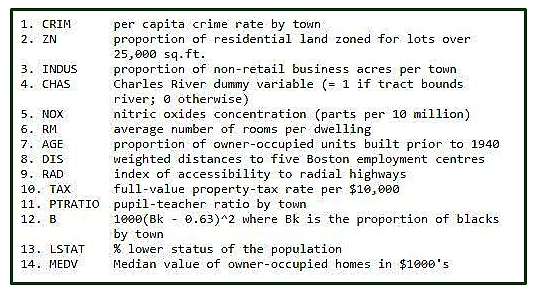 1. CRIM per capita crime rate by town
2. ZN proportion of residential land zoned for lots over
25,000 sq.ft.
3. INDUS proportion of non-retail business acres per town
4. CHAS Charles River dummy variable (= 1 if tract bounds
river; 0 otherwise)
5. NOX nitric oxides concentration (parts per 10 million)
6. RM average number of rooms per dwelling
7. AGE proportion of owner-occupied units built prior to 1940
8. DIS weighted distances to five Boston employment centres
9. RAD index of accessibility to radial highways
10. TAX full-value property-tax rate per $10,000
11. PTRATIO pupil-teacher ratio by town
12. B 1000(Bk - 0.63)^2 where Bk is the proportion of blacks
by town
13. LSTAT % lower status of the population
14. MEDV Median value of owner-occupied homes in $1000's